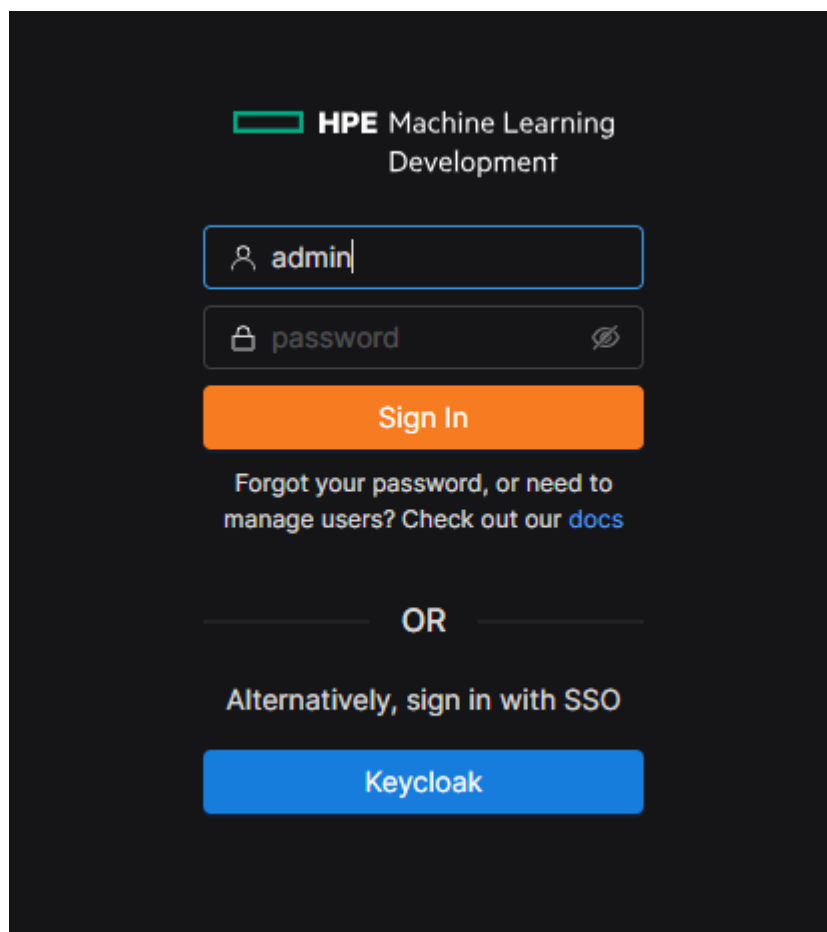 HPE Machine Learning
Development
admin
password
Sign In
Forgot your password, or need to
manage users? Check out our docs
OR
Alternatively, sign in with SSO
Keycloak